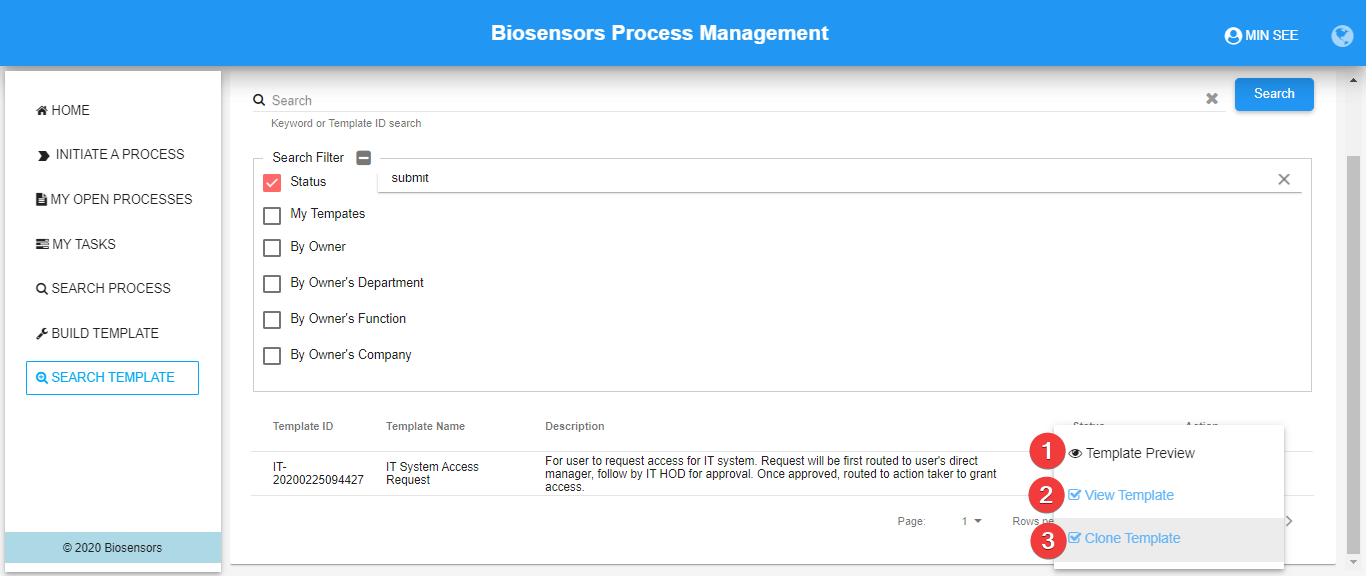 Biosensors Process Management
MIN SEE
HOME
INITIATE A PROCESS
MY OPEN PROCESSES
MY TASKS
SEARCH PROCESS
BUILD TEMPLATE
SEARCH TEMPLATE
© 2020 Biosensors
Search
Search
Keyword or Template ID search
Search Filter
Status
submit
My Tempates
By Owner
By Owner's Department
By Owner's Function
By Owner's Company
Template ID Template Name Description Status Action
IT-
20200225094427
IT System Access
Request
For user to request access for IT system. Request will be first routed to user's direct
manager, follow by IT HOD for approval. Once approved, routed to action taker to grant
access.
1 Template Preview
2 View Template
3 Clone Template
Page: 1 Rows pe